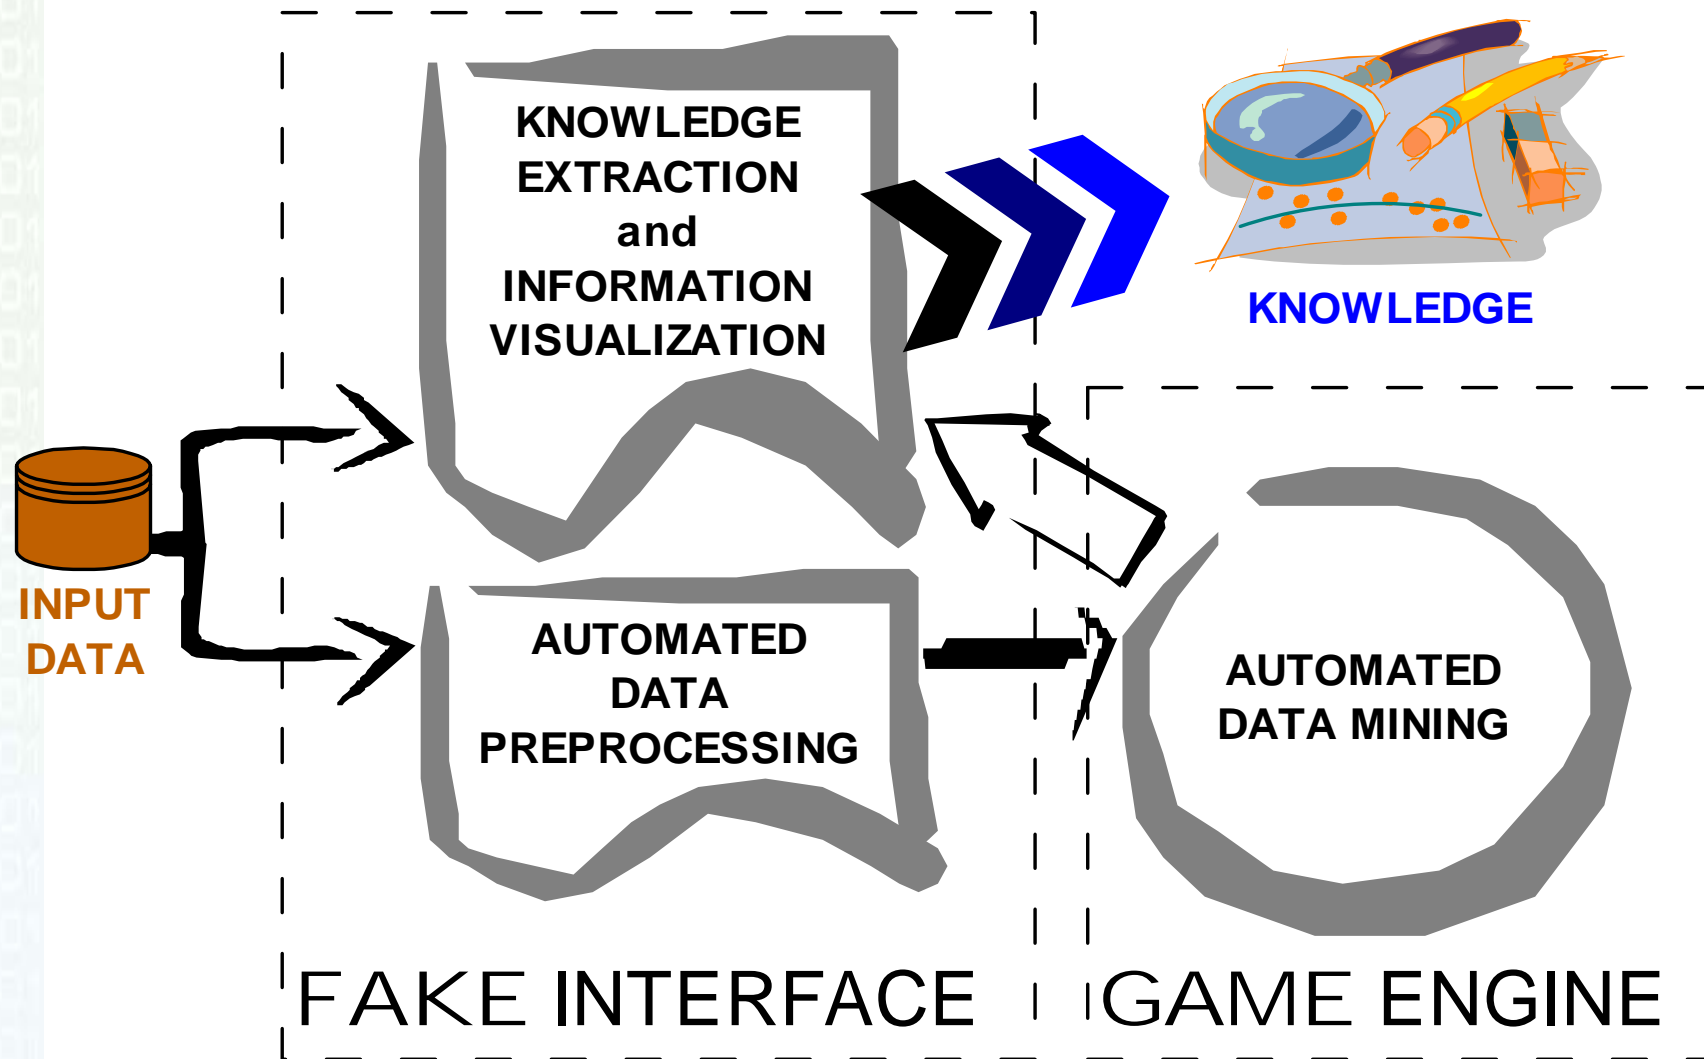 KNOWLEDGE
EXTRACTION
and
INFORMATION
VISUALIZATION
KNOWLEDGE
INPUT
DATA
AUTOMATED
DATA
PREPROCESSING
AUTOMATED
DATA MINING
FAKE INTERFACE
GAME ENGINE